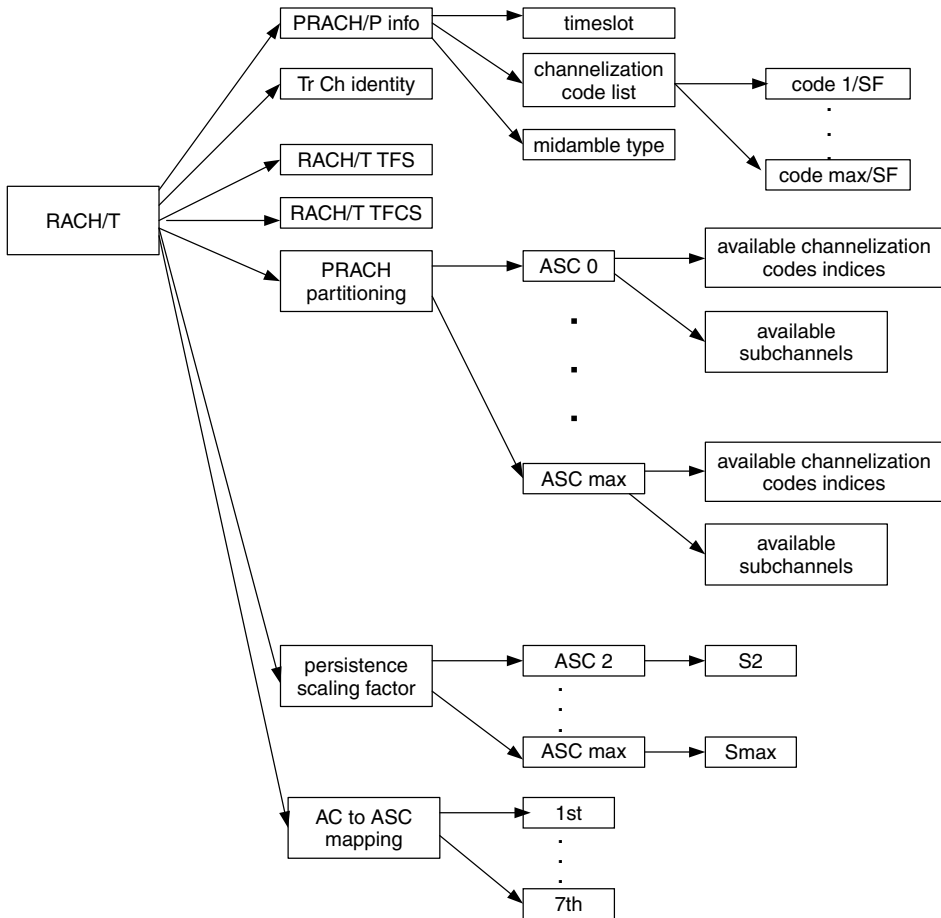 PRACH/P info
timeslot
Tr Ch identity
channelization
code list
code 1/SF
RACH/T TFS
midamble type
code max/SF
RACH/T
RACH/T TFCS
PRACH
partitioning
ASC 0
available channelization
codes indices
available
subchannels
ASC max
available channelization
codes indices
available
subchannels
persistence
scaling factor
ASC 2
S2
ASC max
Smax
AC to ASC
mapping
1st
7th